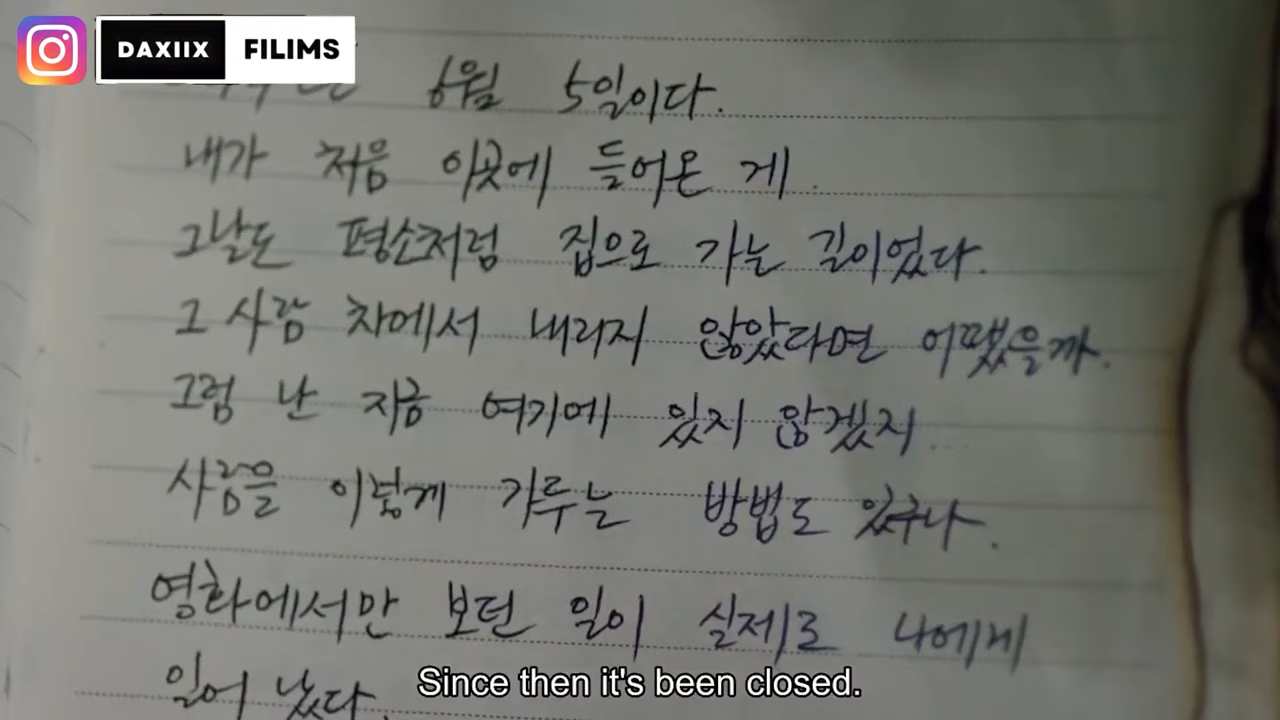 DAXIIX FILIMS
6월 5일이다.
내가 처음 이곳에 들어온 게.
그날도 평소처럼 집으로 가는 길이었다.
그 사람 차에서 내리지 않았다면 어땠을까.
그럼 난 지금 여기에 있지 않겠지..
사람을 이렇게 가두는 방법도 있구나.
영화에서만 보던 일이 실제로 나에게
일어 났다.
Since then it's been closed.